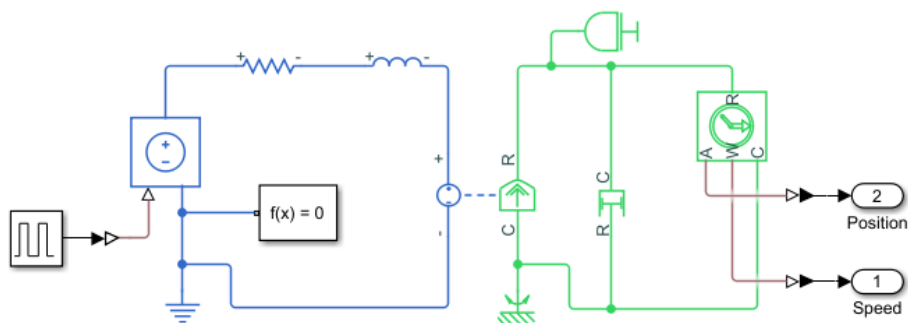 + -
+ -
R
+
-
+
R
C
A W C
-
f(x) = 0
2
Position
C
R
1
Speed
-